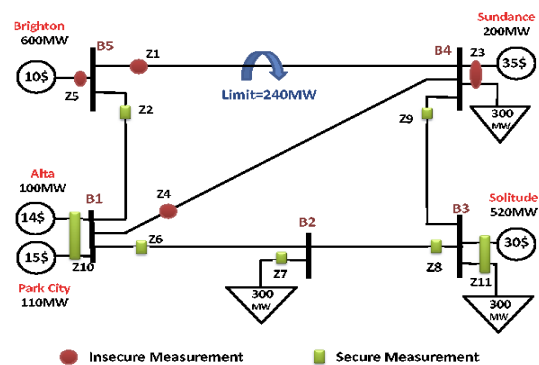 Brighton
600MW
10$
Z5
B5
Z1
Z2
Limit=240MW
Sundance
200MW
B4
Z3
35$
300
MW
Z9
Alta
100MW
14$
15$
Park City
110MW
B1
Z10
Z4
Z6
B2
Z7
300
MW
Z8
B3
Solitude
520MW
30$
Z11
300
MW
Insecure Measurement
Secure Measurement